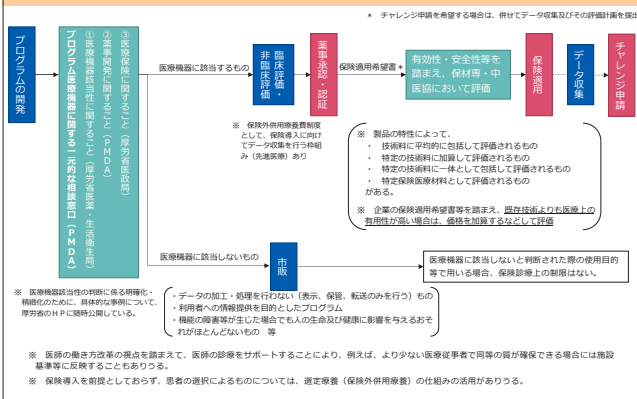 * チャレンジ申請を希望する場合は、併せてデータ収集及びその評価計画を提出
プログラムの開発
プログラム医療機器に関する一元的な相談窓口（PMDA）
①医療機器該当性に関すること（厚労省医薬・生活衛生局）
②薬事開発に関すること（PMDA）
③医療保険に関すること（厚労省医政局）
医療機器に該当するもの
臨床評価・
非臨床評価
薬事承認・認証
保険適用希望書*
有効性・安全性等を
踏まえ、保材専・中
医協において評価
保険適用
データ収集
チャレンジ申請
※ 保険外併用療養費制度
として、保険導入に向け
てデータ収集を行う枠組
み（先進医療）あり
※ 製品の特性によって、
・ 技術料に平均的に包括して評価されるもの
・ 特定の技術料に加算して評価されるもの
・ 特定の技術料に一体として包括して評価されるもの
・ 特定保険医療材料として評価されるもの
がある。
※ 企業の保険適用希望書等を踏まえ、既存技術よりも医療上の
有用性が高い場合は、価格を加算するなどして評価
医療機器に該当しないもの
市販
医療機器に該当しないと判断された際の使用目的
等で用いる場合、保険診療上の制限はない。
※ 医療機器該当性の判断に係る明確化・
精緻化のために、具体的な事例について、
厚労省のＨＰに随時公開している。
・データの加工・処理を行わない（表示、保管、転送のみを行う）もの
・利用者への情報提供を目的としたプログラム
・機能の障害等が生じた場合でも人の生命及び健康に影響を与えるおそ
れがほとんどないもの 等
※ 医師の働き方改革の視点を踏まえて、医師の診療をサポートすることにより、例えば、より少ない医療従事者で同等の質が確保できる場合には施設
基準等に反映することもありうる。
※ 保険導入を前提としておらず、患者の選択によるものについては、選定療養（保険外併用療養）の仕組みの活用がありうる。